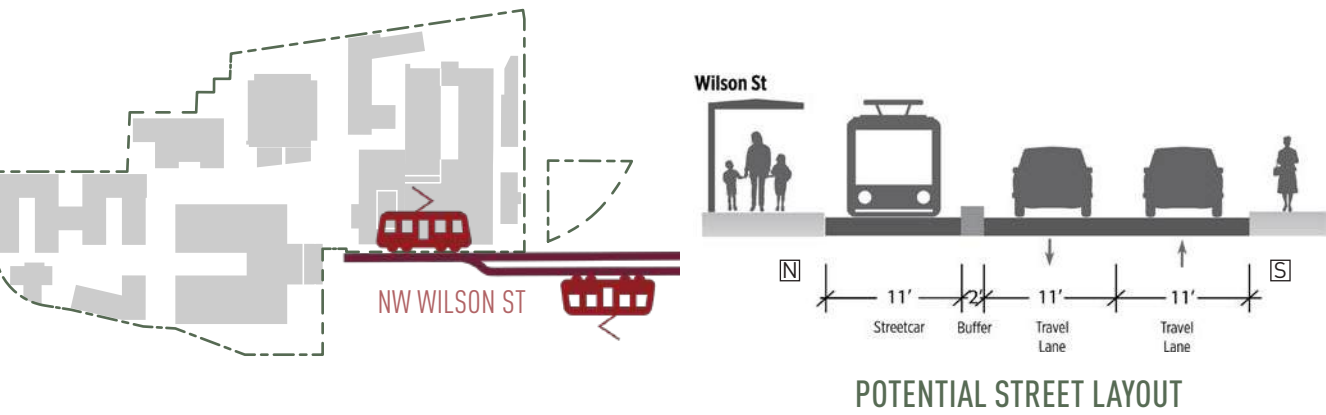 NW WILSON ST
Wilson St
N
S
11′ 2′ 11′ 11′
Streetcar Buffer Travel Lane Travel Lane
POTENTIAL STREET LAYOUT